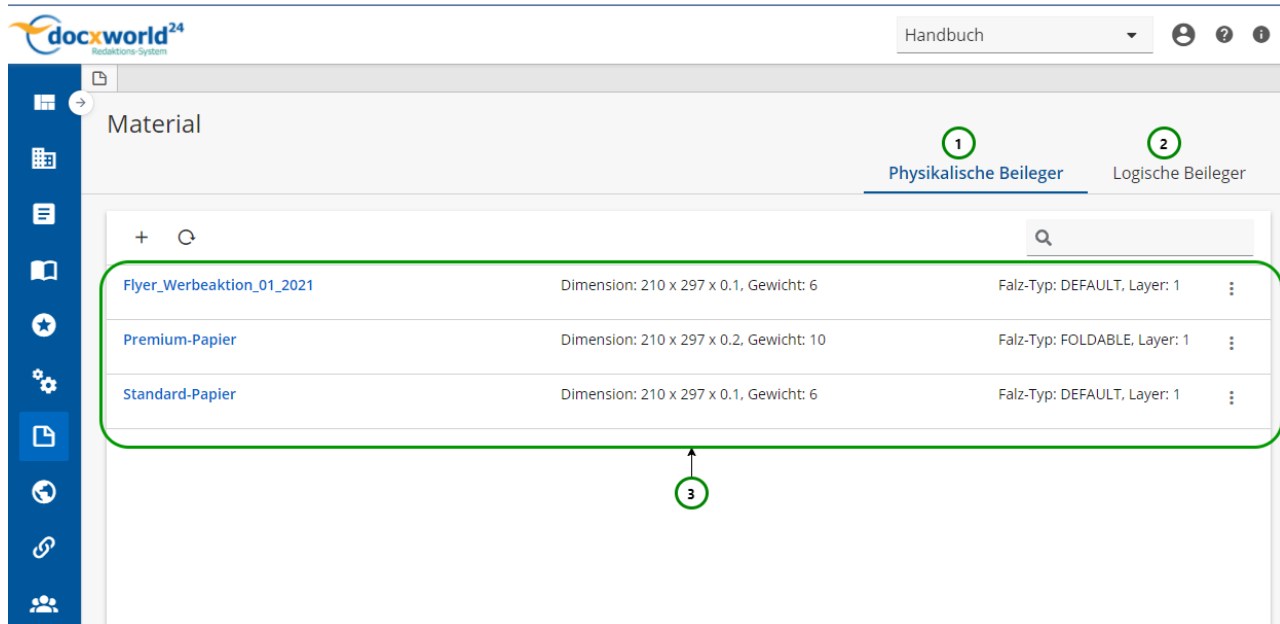 docxworld24
Redaktions-System
Handbuch
Material
1
2
Physikalische Beileger
Logische Beileger
Flyer_Werbeaktion_01_2021
Dimension: 210 x 297 x 0.1, Gewicht: 6
Falz-Typ: DEFAULT, Layer: 1
Premium-Papier
Dimension: 210 x 297 x 0.2, Gewicht: 10
Falz-Typ: FOLDABLE, Layer: 1
Standard-Papier
Dimension: 210 x 297 x 0.1, Gewicht: 6
Falz-Typ: DEFAULT, Layer: 1
3